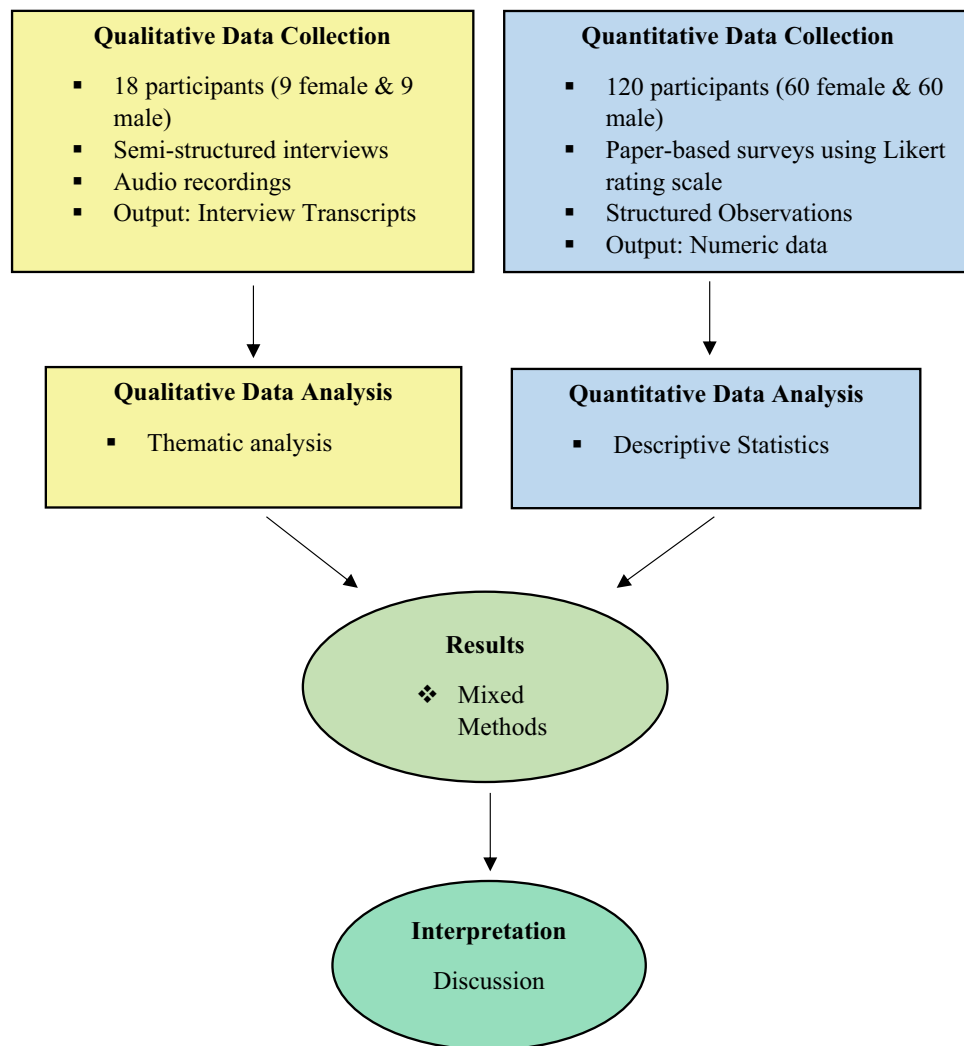 Qualitative Data Collection
▪ 18 participants (9 female & 9
male)
▪ Semi-structured interviews
▪ Audio recordings
▪ Output: Interview Transcripts
Quantitative Data Collection
▪ 120 participants (60 female & 60
male)
▪ Paper-based surveys using Likert
rating scale
▪ Structured Observations
▪ Output: Numeric data
Qualitative Data Analysis
▪ Thematic analysis
Quantitative Data Analysis
▪ Descriptive Statistics
Results
❖ Mixed
Methods
Interpretation
Discussion